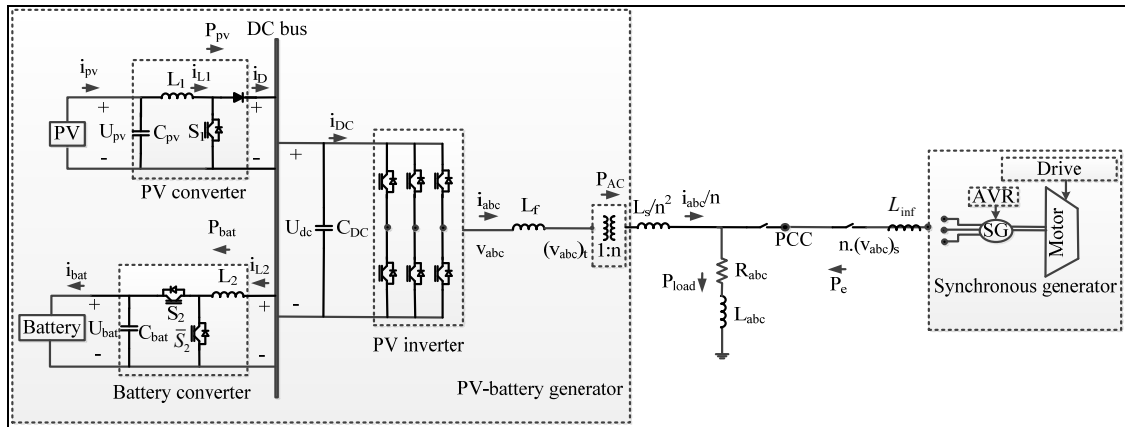 DC bus
P_pv
i_pv
L_1
i_L1
i_D
+
+
PV
U_pv
C_pv
S_1
-
-
PV converter
i_DC
+
U_dc
C_DC
-
PV inverter
P_bat
i_bat
L_2
i_L2
+
+
S_2
Battery
U_bat
C_bat
S̅_2
-
-
Battery converter
PV-battery generator
i_abc
L_f
v_abc
(v_abc)_t
P_AC
1:n
L_s/n²
i_abc/n
PCC
n.(v_abc)_s
L_inf
P_load
R_abc
L_abc
P_e
Drive
AVR
SG
Motor
Synchronous generator